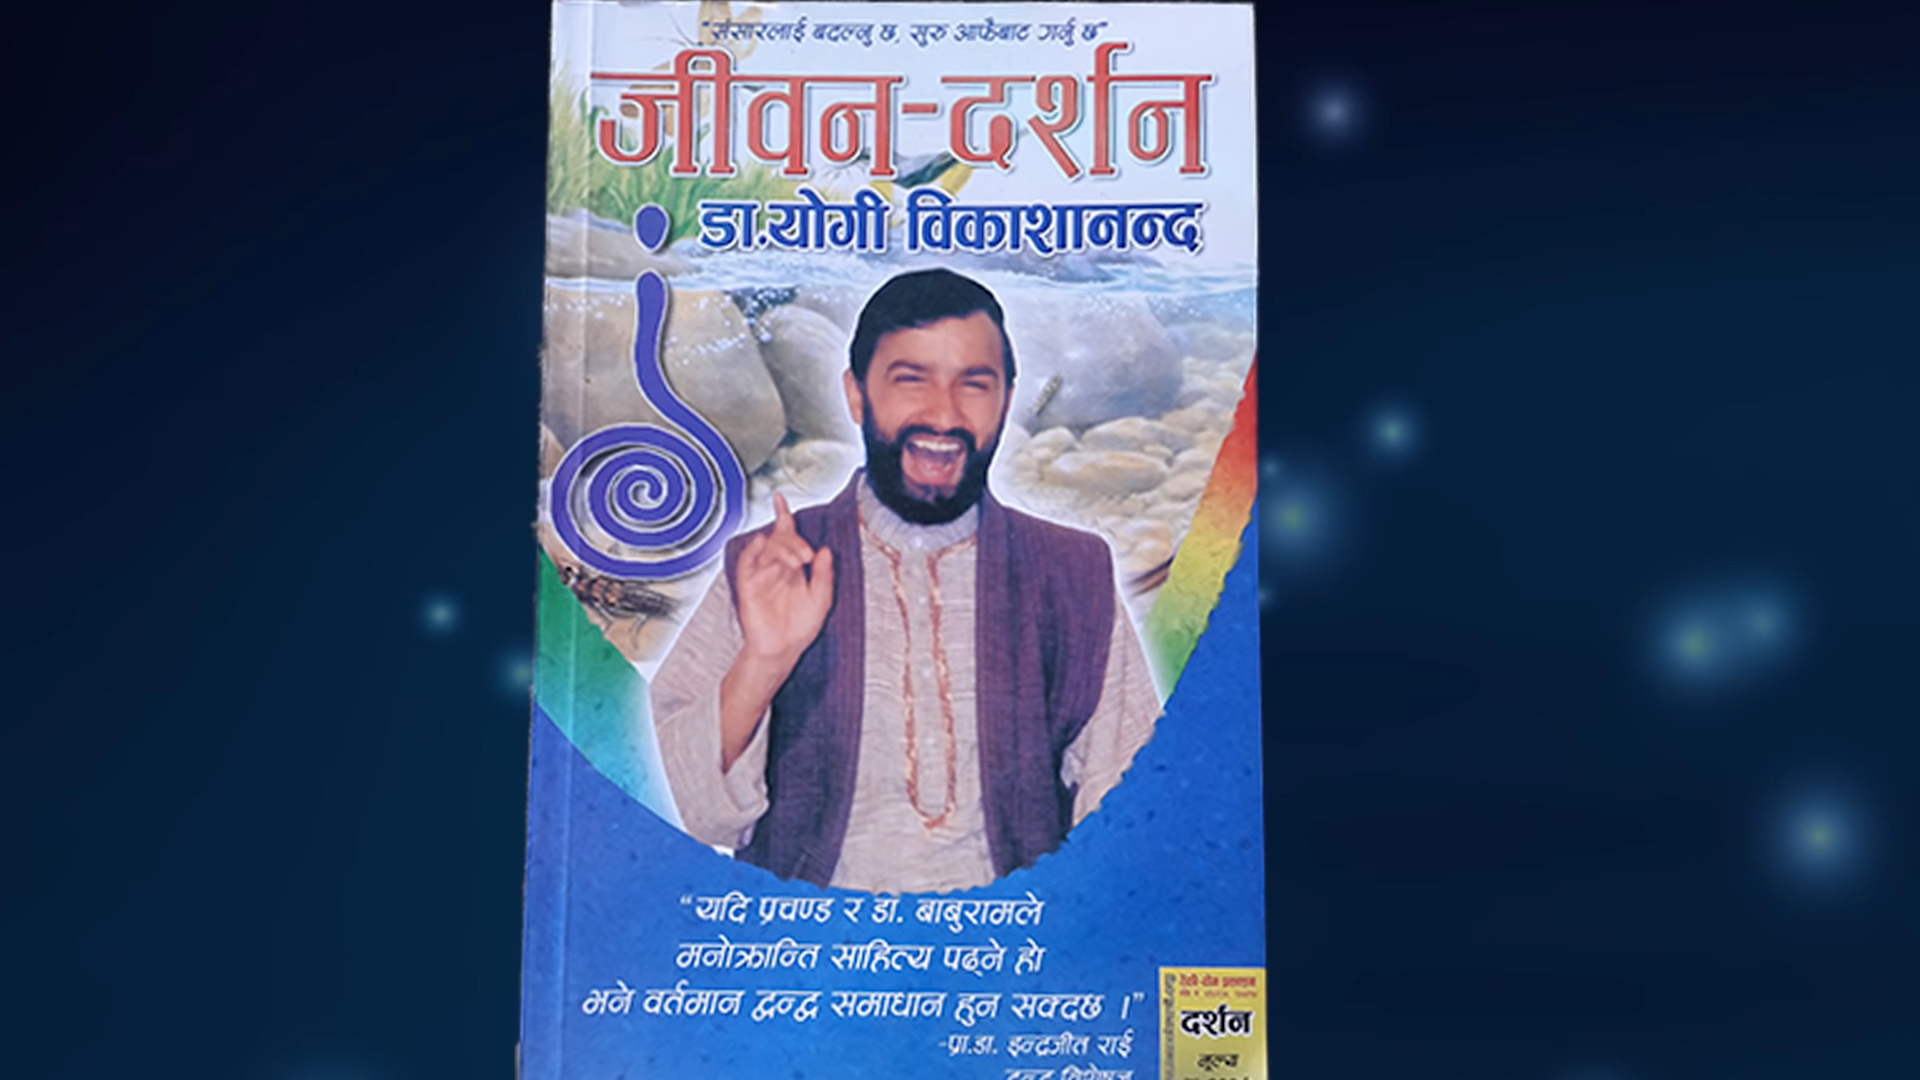 "संसारलाई बदल्नु छ, सुरु आफैबाट गर्नु छ"
जीवन-दर्शन
डा.योगी विकाशानन्द
"यदि प्रचण्ड र डा. बाबुरामले
मनोक्रान्ति साहित्य पढ्ने हो
भने वर्तमान द्वन्द्व समाधान हुन सक्दछ ।"
-प्रा.डा. इन्द्रजीत राई
दर्शन
मूल्य